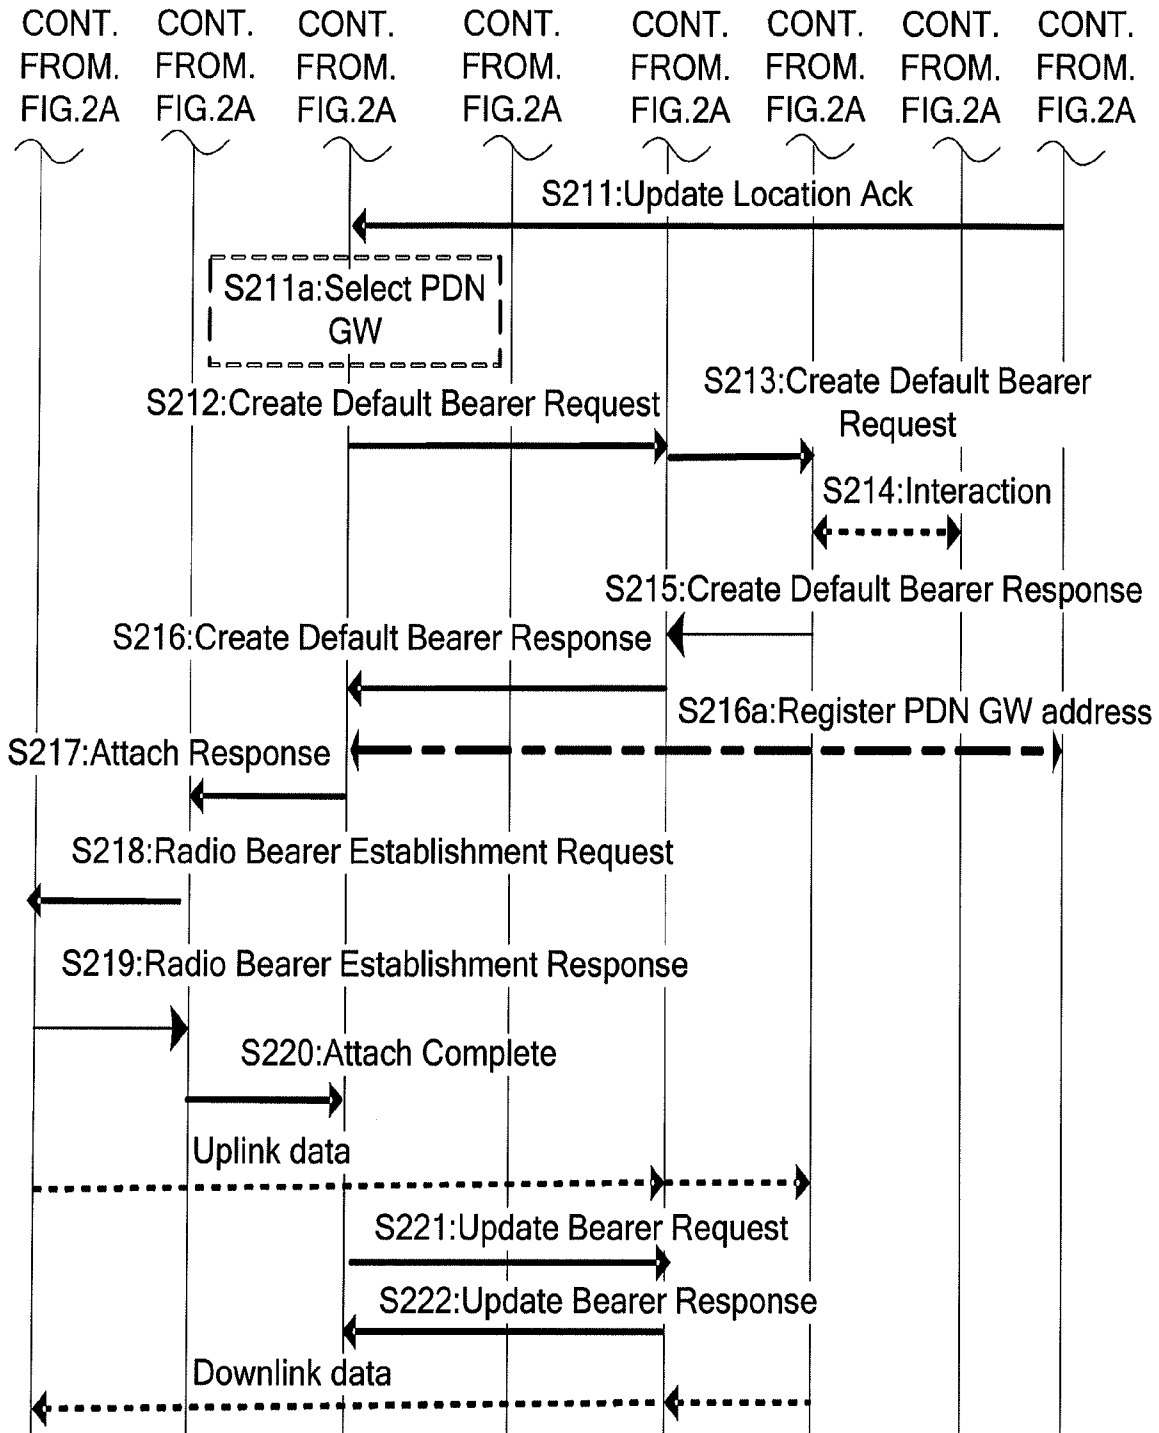 CONT. CONT. CONT. CONT. CONT. CONT. CONT. CONT.
FROM. FROM. FROM. FROM. FROM. FROM. FROM. FROM.
FIG.2A FIG.2A FIG.2A FIG.2A FIG.2A FIG.2A FIG.2A FIG.2A
S211:Update Location Ack
S211a:Select PDN
GW
S213:Create Default Bearer
Request
S212:Create Default Bearer Request
S214:Interaction
S215:Create Default Bearer Response
S216:Create Default Bearer Response
S216a:Register PDN GW address
S217:Attach Response
S218:Radio Bearer Establishment Request
S219:Radio Bearer Establishment Response
S220:Attach Complete
Uplink data
S221:Update Bearer Request
S222:Update Bearer Response
Downlink data